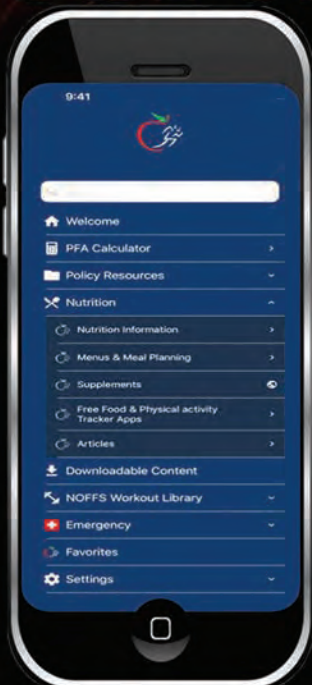 9:41
Welcome
PFA Calculator
Policy Resources
Nutrition
Nutrition Information
Menus & Meal Planning
Supplements
Free Food & Physical activity
Tracker Apps
Articles
Downloadable Content
NOFFS Workout Library
Emergency
Favorites
Settings